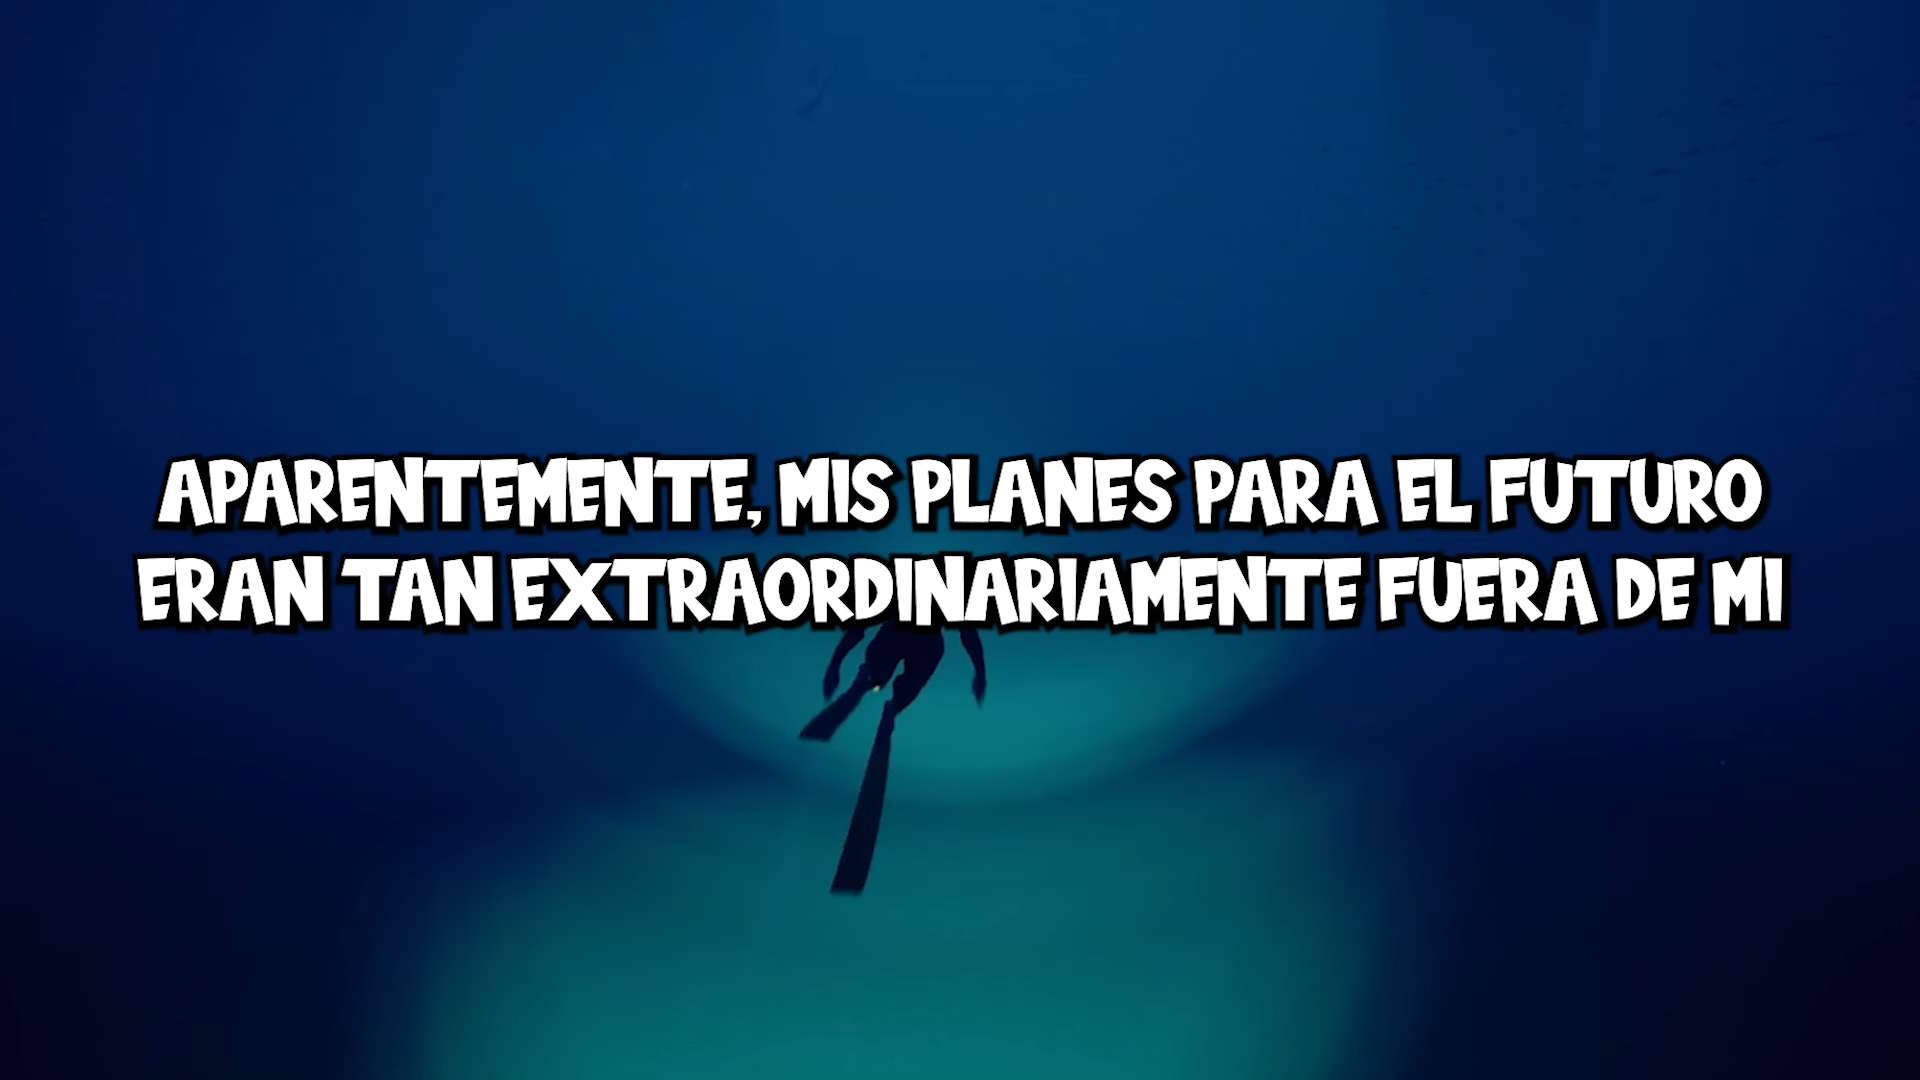 APARENTEMENTE, MIS PLANES PARA EL FUTURO
ERAN TAN EXTRAORDINARIAMENTE FUERA DE MI